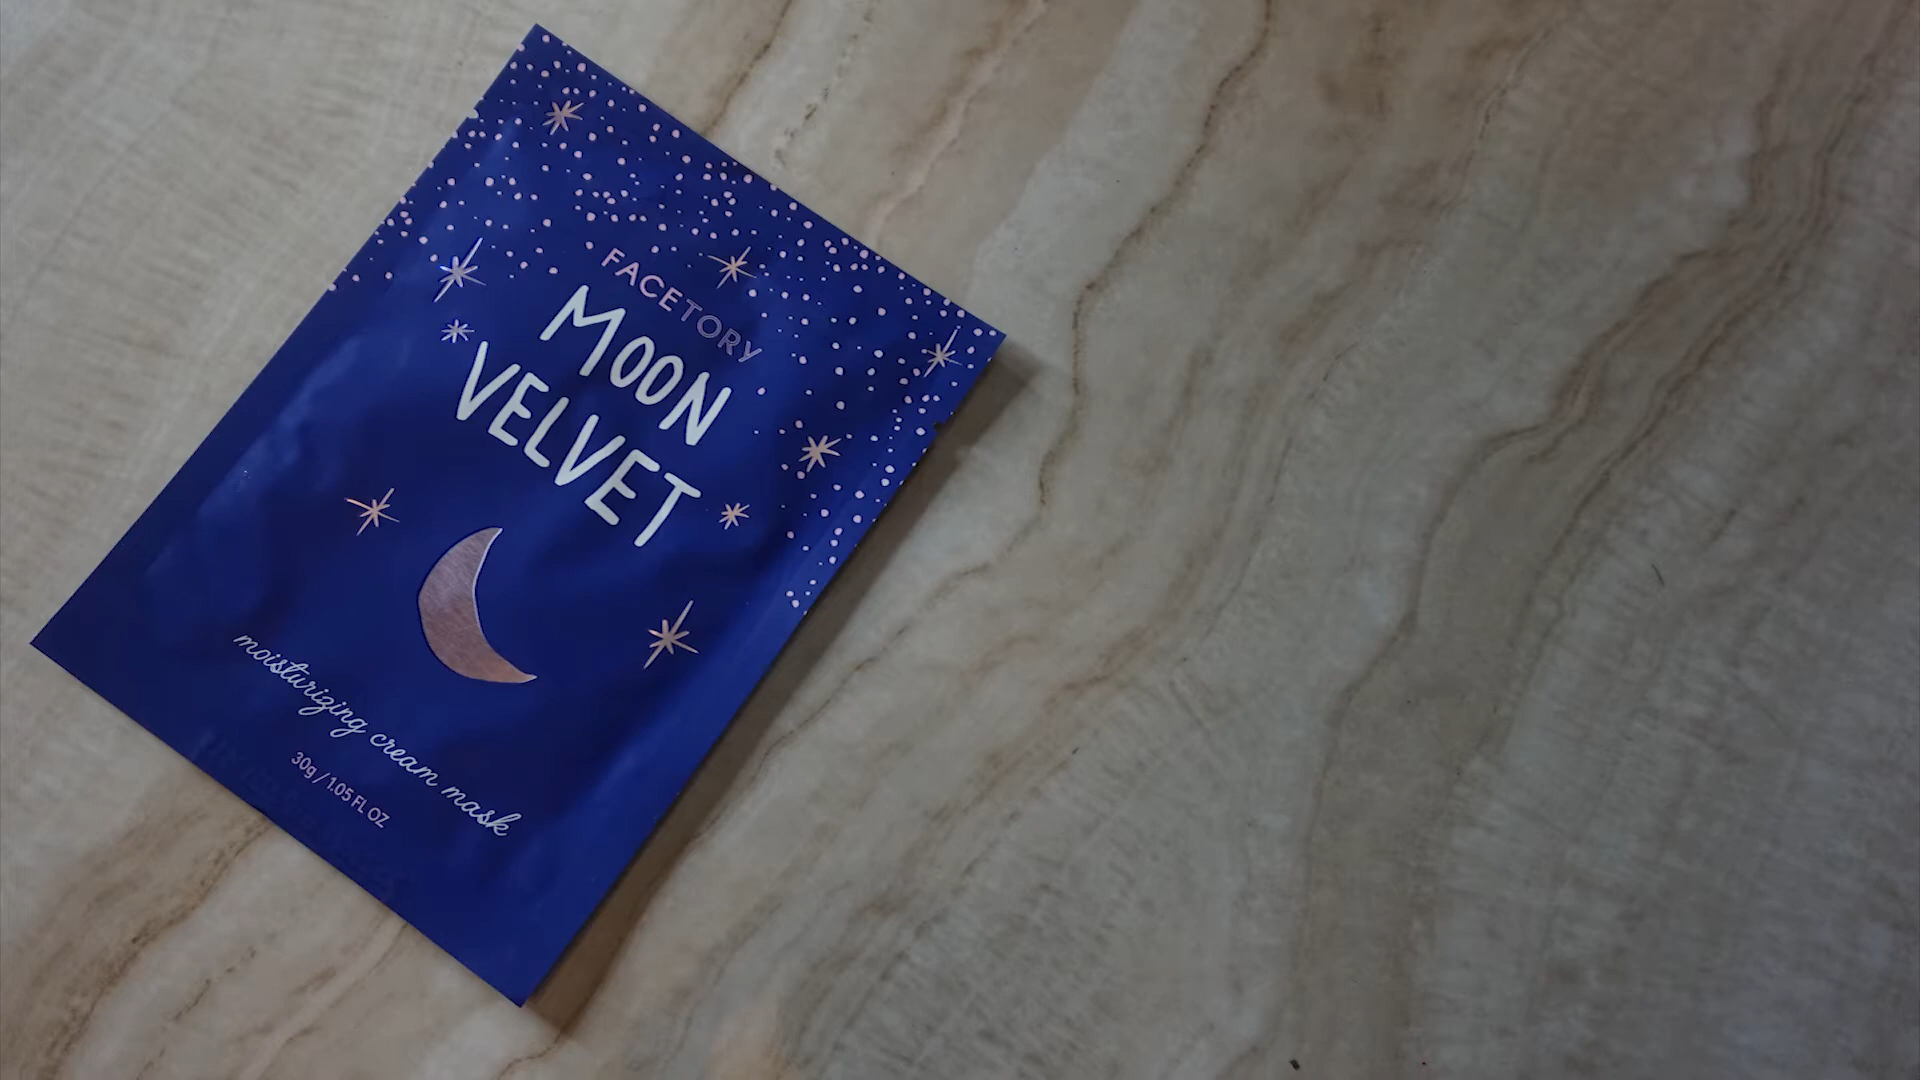 FACETORY
MOON
VELVET
moisturizing cream mask
30g / 1.05 FL OZ